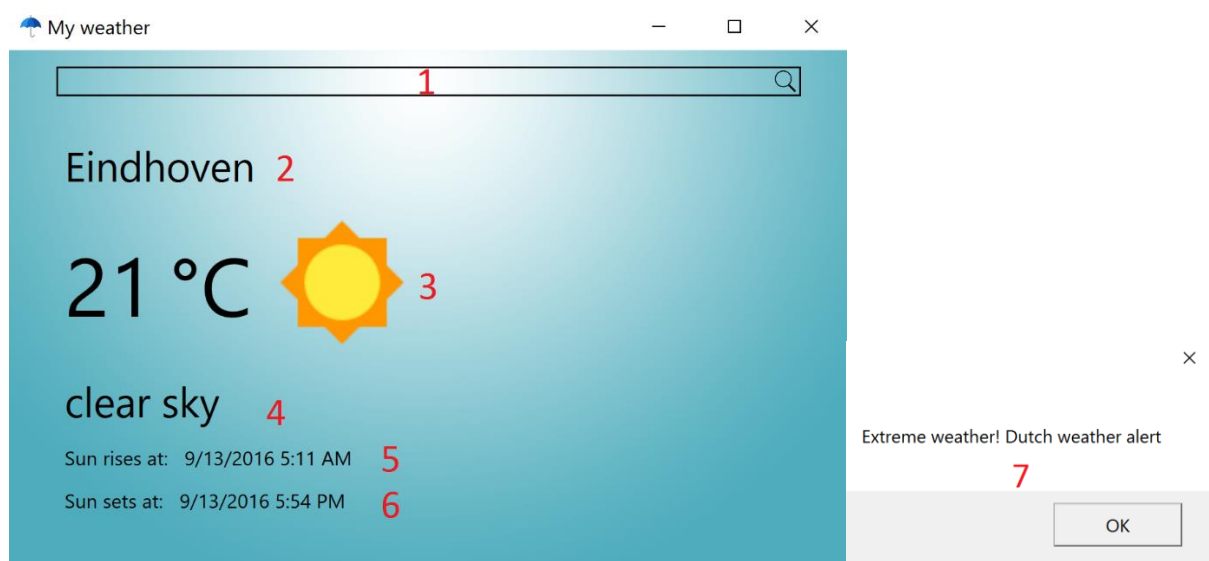 My weather
1
Eindhoven 2
21 °C 3
clear sky 4
Sun rises at: 9/13/2016 5:11 AM 5
Sun sets at: 9/13/2016 5:54 PM 6
Extreme weather! Dutch weather alert
7
OK